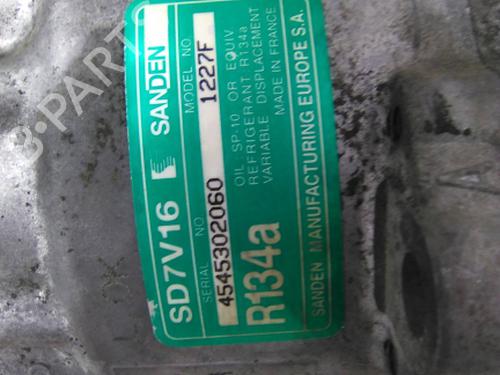 SD7V16 SANDEN
SERIAL NO. MODEL NO.
4545302060 1227F
OIL SP-10 OR EQUIV
REFRIGERANT R134a
VARIABLE DISPLACEMENT
MADE IN FRANCE
R134a
SANDEN MANUFACTURING EUROPE S.A.
B-PARTS